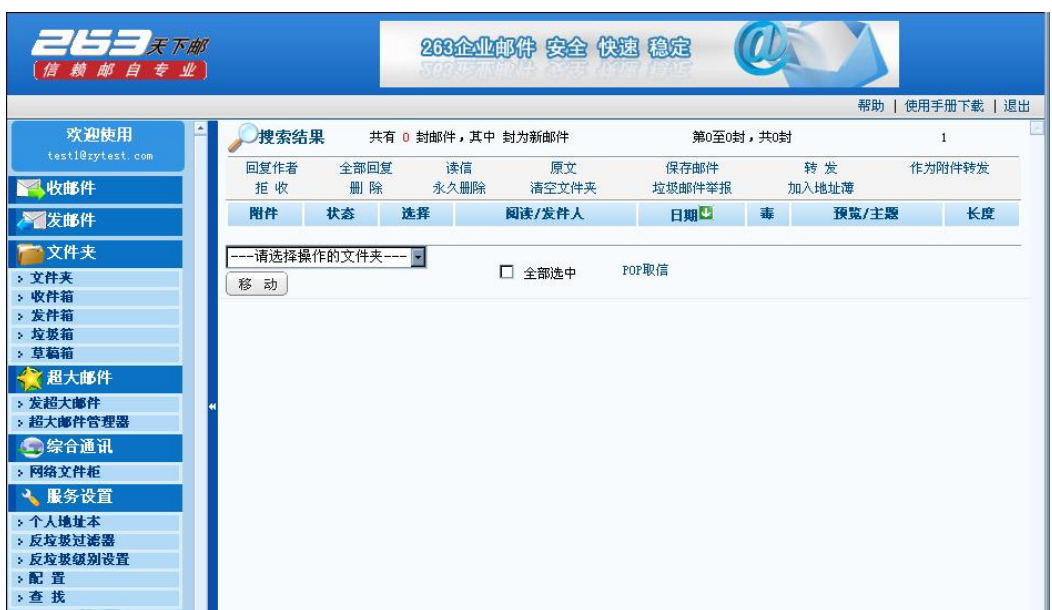 263天下邮
信赖邮自专业
263企业邮件 安全 快速 稳定
帮助 | 使用手册下载 | 退出
欢迎使用
test1@zytest.com
收邮件
发邮件
文件夹
› 文件夹
› 收件箱
› 发件箱
› 垃圾箱
› 草稿箱
超大邮件
› 发超大邮件
› 超大邮件管理器
综合通讯
› 网络文件柜
服务设置
› 个人地址本
› 反垃圾过滤器
› 反垃圾级别设置
› 配 置
› 查 找
搜索结果 共有 0 封邮件，其中 封为新邮件 第0至0封，共0封 1
回复作者 全部回复 读信 原文 保存邮件 转 发 作为附件转发
拒 收 删 除 永久删除 清空文件夹 垃圾邮件举报 加入地址薄
附件 状态 选择 阅读/发件人 日期 毒 预览/主题 长度
---请选择操作的文件夹---
全部选中 POP取信
移 动